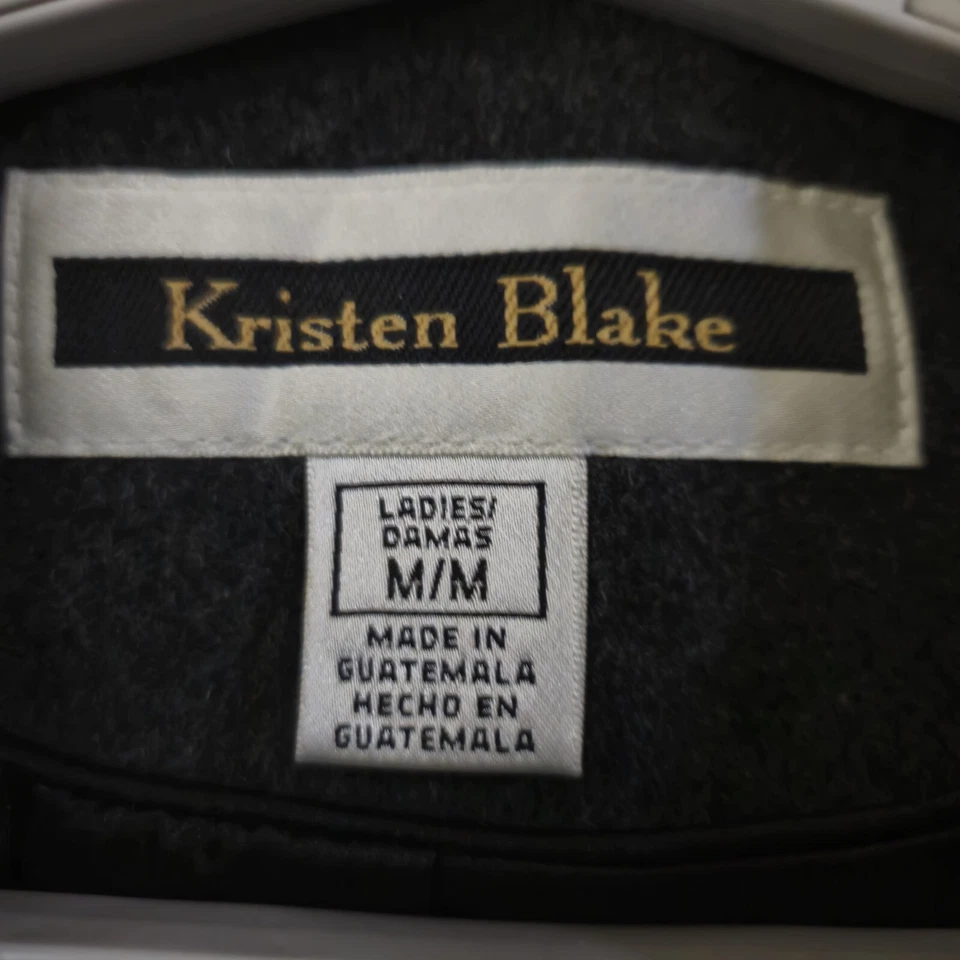 Kristen Blake
LADIES/
DAMAS
M/M
MADE IN
GUATEMALA
HECHO EN
GUATEMALA